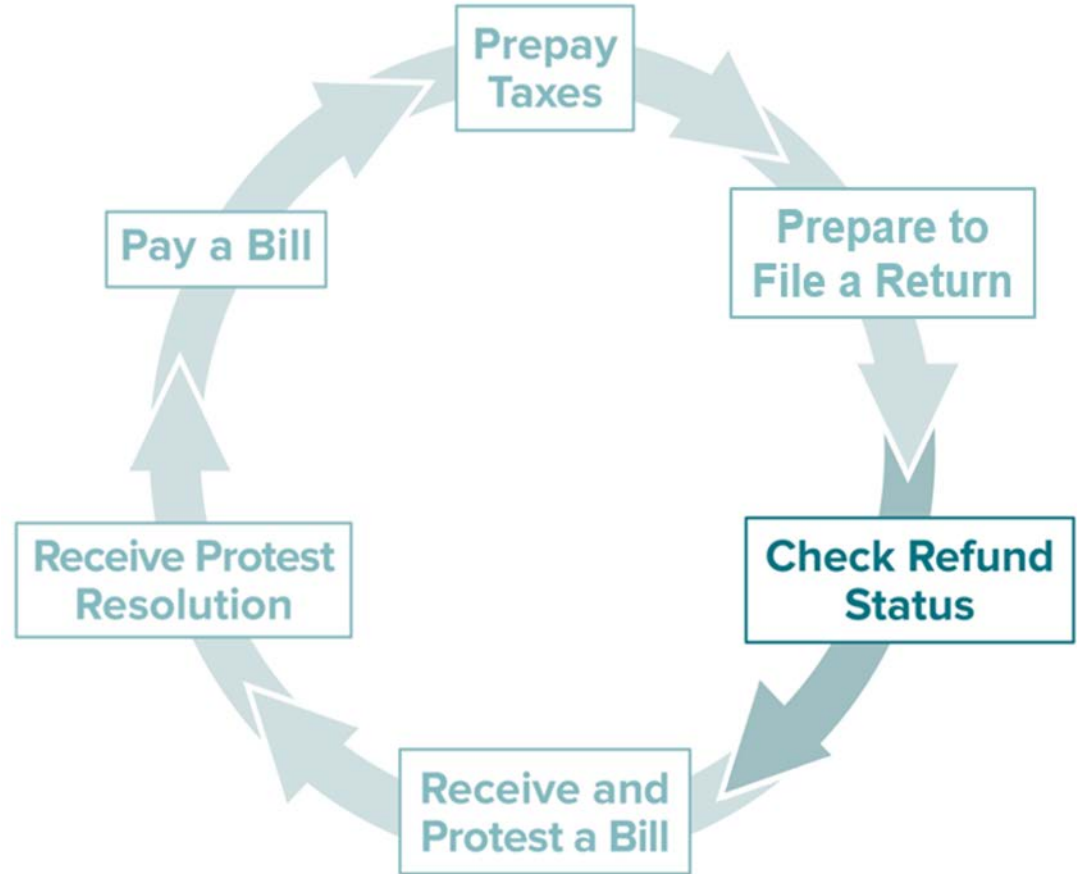 Prepay
Taxes
Prepare to
File a Return
Check Refund
Status
Receive and
Protest a Bill
Receive Protest
Resolution
Pay a Bill